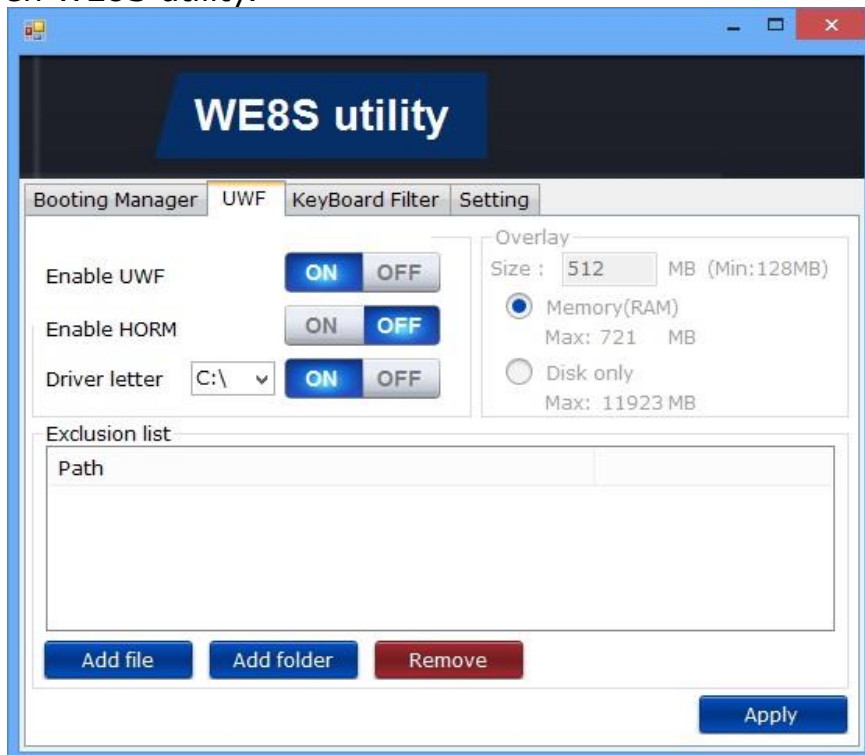 WE8S utility
Booting Manager UWF KeyBoard Filter Setting
Enable UWF ON OFF
Enable HORM ON OFF
Driver letter C:\ ON OFF
Overlay
Size : 512 MB (Min:128MB)
Memory(RAM)
Max: 721 MB
Disk only
Max: 11923 MB
Exclusion list
Path
Add file Add folder Remove
Apply